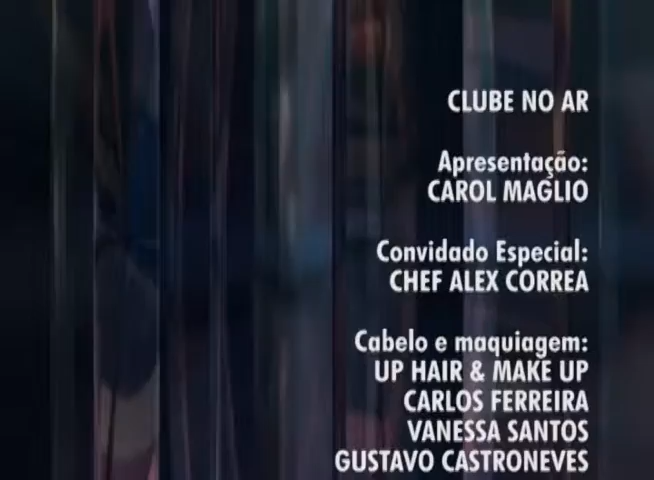 CLUBE NO AR
Apresentação:
CAROL MAGLIO
Convidado Especial:
CHEF ALEX CORREA
Cabelo e maquiagem:
UP HAIR & MAKE UP
CARLOS FERREIRA
VANESSA SANTOS
GUSTAVO CASTRONEVES